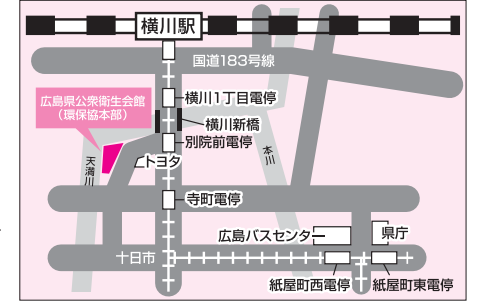 横川駅
国道183号線
横川1丁目電停
広島県公衆衛生会館
(環保協本部)
横川新橋
別院前電停
本川
天満川
トヨタ
寺町電停
広島バスセンター
県庁
十日市
紙屋町西電停
紙屋町東電停